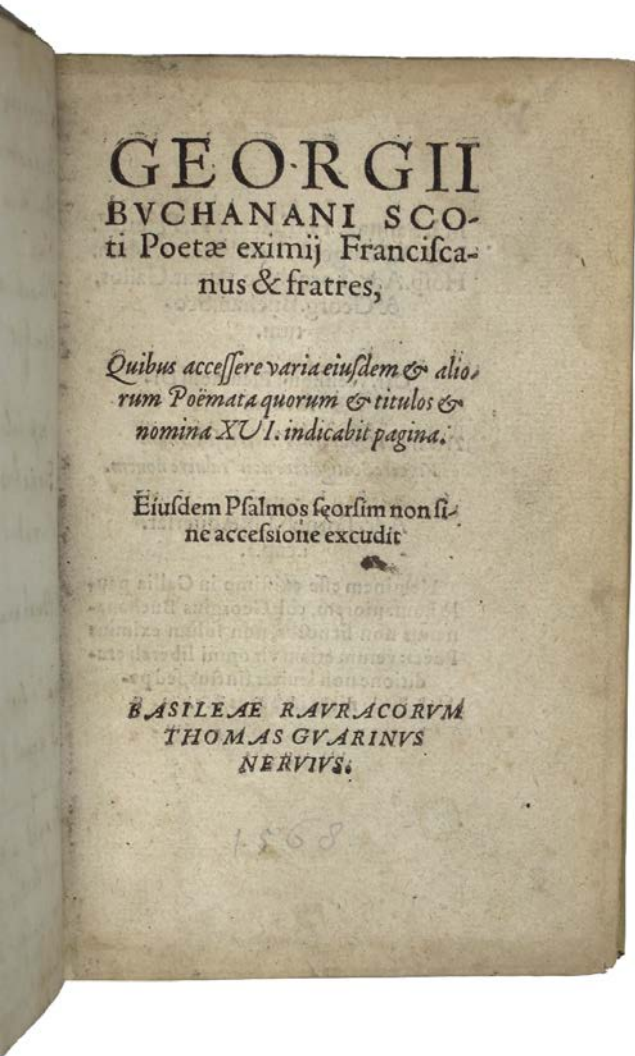 GEORGII
BVCHANANI SCO-
ti Poetæ eximij Franciſca-
nus & fratres,
Quibus acceſſere varia eiuſdem & alio-
rum Poëmata quorum & titulos &
nomina XVI. indicabit pagina.
Eiuſdem Pſalmos ſeorſim non ſi-
ne acceſſione excudit
BASILEAE RAVRACORVM
THOMAS GVARINVS
NERVIVS.
1568